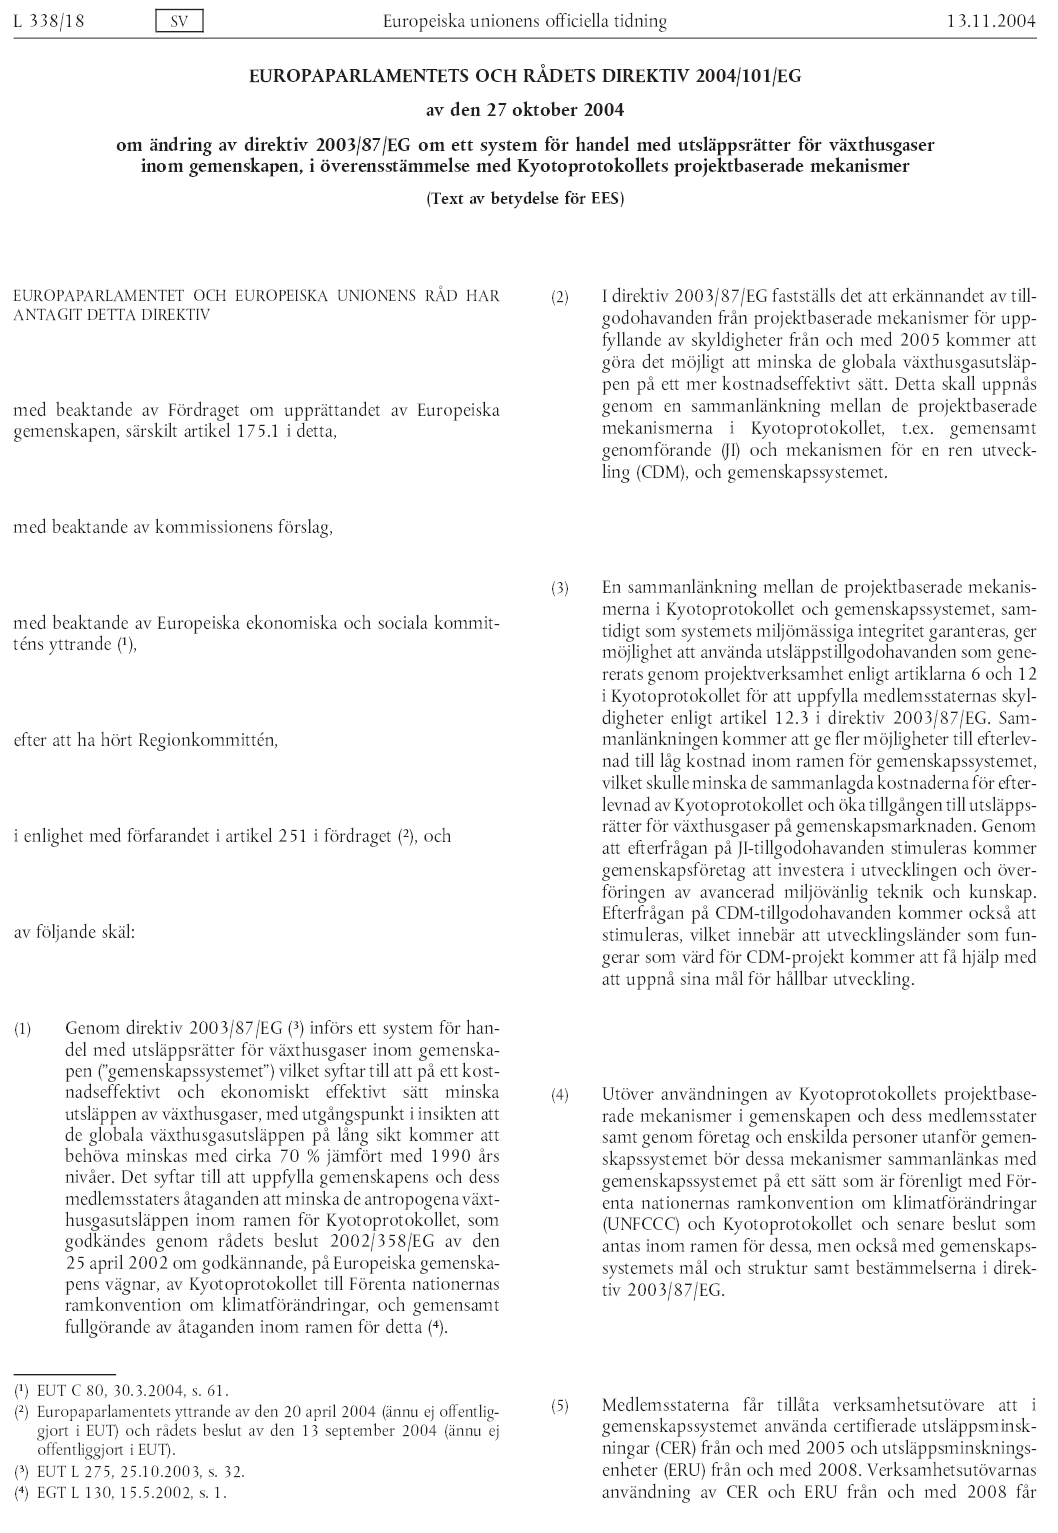 L 338/18 SV Europeiska unionens officiella tidning 13.11.2004
EUROPAPARLAMENTETS OCH RÅDETS DIREKTIV 2004/101/EG
av den 27 oktober 2004
om ändring av direktiv 2003/87/EG om ett system för handel med utsläppsrätter för växthusgaser
inom gemenskapen, i överensstämmelse med Kyotoprotokollets projektbaserade mekanismer
(Text av betydelse för EES)
EUROPAPARLAMENTET OCH EUROPEISKA UNIONENS RÅD HAR
ANTAGIT DETTA DIREKTIV
med beaktande av Fördraget om upprättandet av Europeiska
gemenskapen, särskilt artikel 175.1 i detta,
med beaktande av kommissionens förslag,
med beaktande av Europeiska ekonomiska och sociala kommit-
téns yttrande (¹),
efter att ha hört Regionkommittén,
i enlighet med förfarandet i artikel 251 i fördraget (²), och
av följande skäl:
(1) Genom direktiv 2003/87/EG (³) införs ett system för han-
del med utsläppsrätter för växthusgaser inom gemenska-
pen (”gemenskapssystemet”) vilket syftar till att på ett kost-
nadseffektivt och ekonomiskt effektivt sätt minska
utsläppen av växthusgaser, med utgångspunkt i insikten att
de globala växthusgasutsläppen på lång sikt kommer att
behöva minskas med cirka 70 % jämfört med 1990 års
nivåer. Det syftar till att uppfylla gemenskapens och dess
medlemsstaters åtaganden att minska de antropogena växt-
husgasutsläppen inom ramen för Kyotoprotokollet, som
godkändes genom rådets beslut 2002/358/EG av den
25 april 2002 om godkännande, på Europeiska gemenska-
pens vägnar, av Kyotoprotokollet till Förenta nationernas
ramkonvention om klimatförändringar, och gemensamt
fullgörande av åtaganden inom ramen för detta (⁴).
(¹) EUT C 80, 30.3.2004, s. 61.
(²) Europaparlamentets yttrande av den 20 april 2004 (ännu ej offentlig-
gjort i EUT) och rådets beslut av den 13 september 2004 (ännu ej
offentliggjort i EUT).
(³) EUT L 275, 25.10.2003, s. 32.
(⁴) EGT L 130, 15.5.2002, s. 1.
(2) I direktiv 2003/87/EG fastställs det att erkännandet av till-
godohavanden från projektbaserade mekanismer för upp-
fyllande av skyldigheter från och med 2005 kommer att
göra det möjligt att minska de globala växthusgasutsläp-
pen på ett mer kostnadseffektivt sätt. Detta skall uppnås
genom en sammanlänkning mellan de projektbaserade
mekanismerna i Kyotoprotokollet, t.ex. gemensamt
genomförande (JI) och mekanismen för en ren utveck-
ling (CDM), och gemenskapssystemet.
(3) En sammanlänkning mellan de projektbaserade mekanis-
merna i Kyotoprotokollet och gemenskapssystemet, sam-
tidigt som systemets miljömässiga integritet garanteras, ger
möjlighet att använda utsläppstillgodohavanden som gene-
rerats genom projektverksamhet enligt artiklarna 6 och 12
i Kyotoprotokollet för att uppfylla medlemsstaternas skyl-
digheter enligt artikel 12.3 i direktiv 2003/87/EG. Sam-
manlänkningen kommer att ge fler möjligheter till efterlev-
nad till låg kostnad inom ramen för gemenskapssystemet,
vilket skulle minska de sammanlagda kostnaderna för efter-
levnad av Kyotoprotokollet och öka tillgången till utsläpps-
rätter för växthusgaser på gemenskapsmarknaden. Genom
att efterfrågan på JI-tillgodohavanden stimuleras kommer
gemenskapsföretag att investera i utvecklingen och över-
föringen av avancerad miljövänlig teknik och kunskap.
Efterfrågan på CDM-tillgodohavanden kommer också att
stimuleras, vilket innebär att utvecklingsländer som fun-
gerar som värd för CDM-projekt kommer att få hjälp med
att uppnå sina mål för hållbar utveckling.
(4) Utöver användningen av Kyotoprotokollets projektbase-
rade mekanismer i gemenskapen och dess medlemsstater
samt genom företag och enskilda personer utanför gemen-
skapssystemet bör dessa mekanismer sammanlänkas med
gemenskapssystemet på ett sätt som är förenligt med För-
enta nationernas ramkonvention om klimatförändringar
(UNFCCC) och Kyotoprotokollet och senare beslut som
antas inom ramen för dessa, men också med gemenskaps-
systemets mål och struktur samt bestämmelserna i direk-
tiv 2003/87/EG.
(5) Medlemsstaterna får tillåta verksamhetsutövare att i
gemenskapssystemet använda certifierade utsläppsminsk-
ningar (CER) från och med 2005 och utsläppsminsknings-
enheter (ERU) från och med 2008. Verksamhetsutövarnas
användning av CER och ERU från och med 2008 får